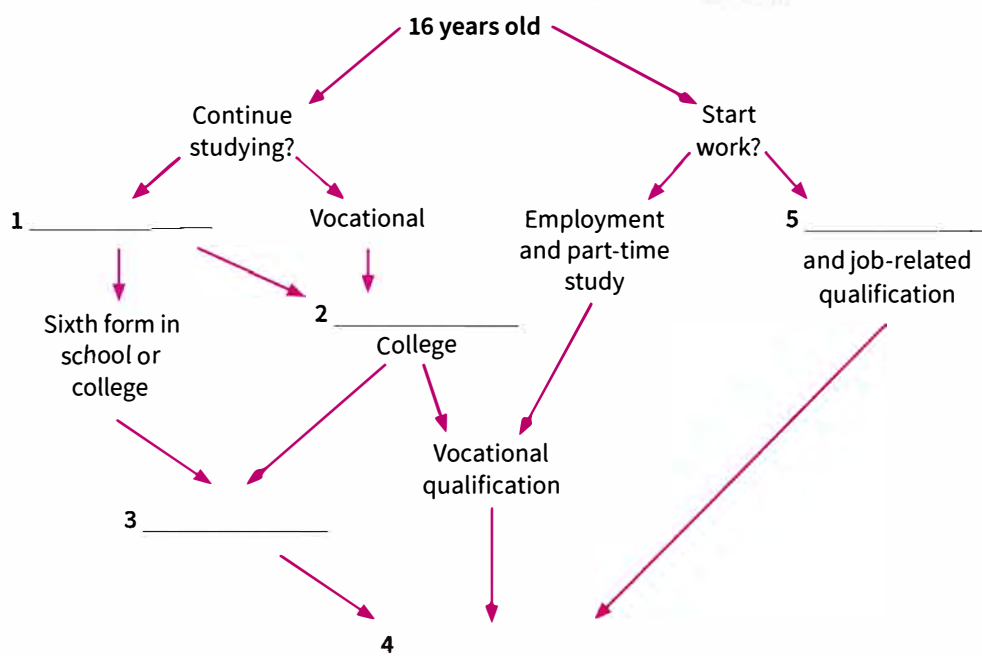 16 years old
Continue
studying?
Start
work?
1
Vocational
Employment
and part-time
study
5
and job-related
qualification
Sixth form in
school or
college
2
College
Vocational
qualification
3
4